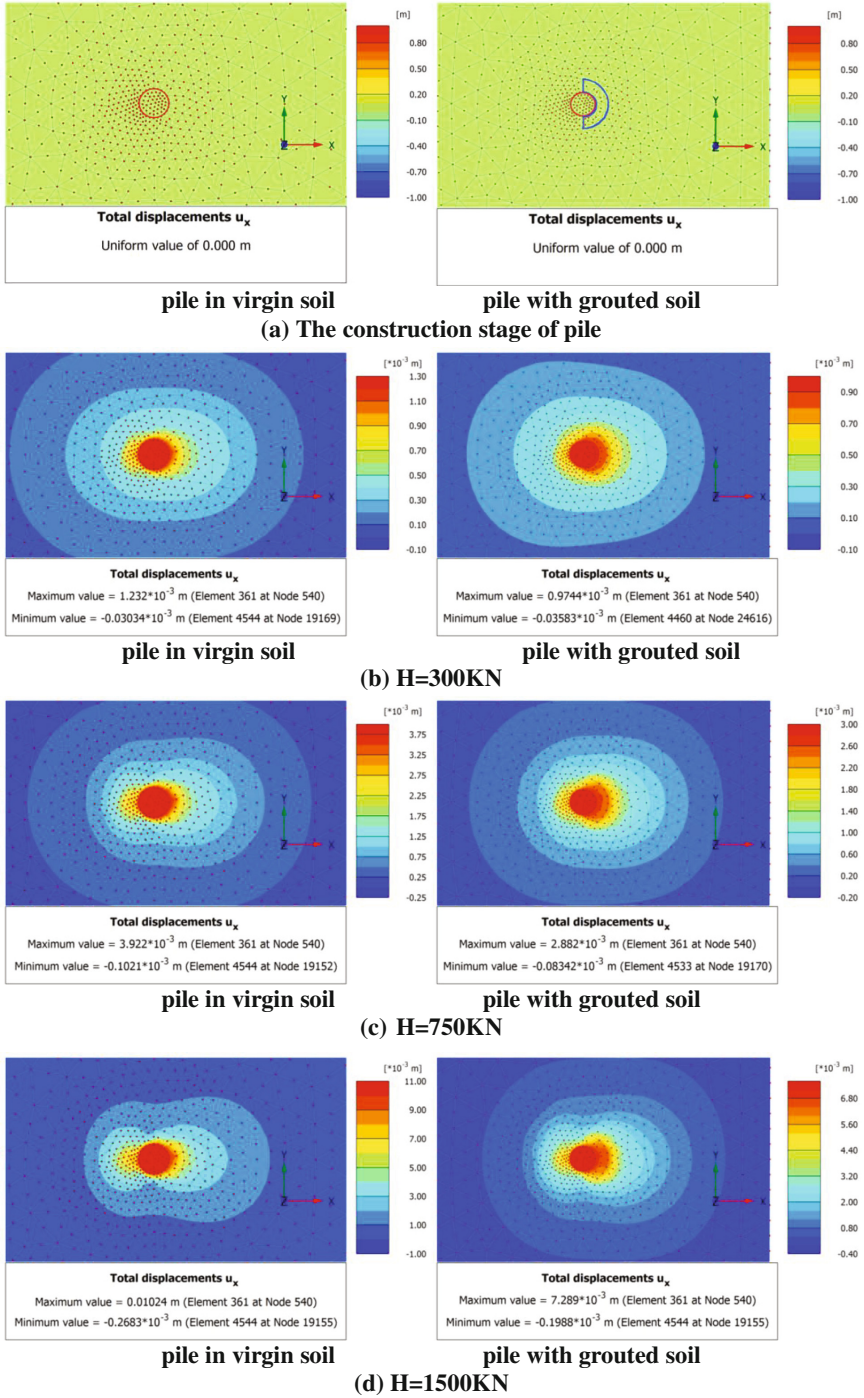 [m]
0.80
0.50
0.20
-0.10
-0.40
-0.70
-1.00
Y
Z
X
Total displacements uₓ
Uniform value of 0.000 m
[m]
0.80
0.50
0.20
-0.10
-0.40
-0.70
-1.00
Y
Z
X
Total displacements uₓ
Uniform value of 0.000 m
pile in virgin soil
pile with grouted soil
(a) The construction stage of pile
[*10⁻³ m]
1.30
1.10
0.90
0.70
0.50
0.30
0.10
-0.10
Y
Z
X
Total displacements uₓ
Maximum value = 1.232*10⁻³ m (Element 361 at Node 540)
Minimum value = -0.03034*10⁻³ m (Element 4544 at Node 19169)
[*10⁻³ m]
0.90
0.70
0.50
0.30
0.10
-0.10
Y
Z
X
Total displacements uₓ
Maximum value = 0.9744*10⁻³ m (Element 361 at Node 540)
Minimum value = -0.03583*10⁻³ m (Element 4460 at Node 24616)
pile in virgin soil
pile with grouted soil
(b) H=300KN
[*10⁻³ m]
3.75
3.25
2.75
2.25
1.75
1.25
0.75
0.25
-0.25
Y
Z
X
Total displacements uₓ
Maximum value = 3.922*10⁻³ m (Element 361 at Node 540)
Minimum value = -0.1021*10⁻³ m (Element 4544 at Node 19152)
[*10⁻³ m]
3.00
2.60
2.20
1.80
1.40
1.00
0.60
0.20
-0.20
Y
Z
X
Total displacements uₓ
Maximum value = 2.882*10⁻³ m (Element 361 at Node 540)
Minimum value = -0.08342*10⁻³ m (Element 4533 at Node 19170)
pile in virgin soil
pile with grouted soil
(c) H=750KN
[*10⁻³ m]
11.00
9.00
7.00
5.00
3.00
1.00
-1.00
Y
Z
X
Total displacements uₓ
Maximum value = 0.01024 m (Element 361 at Node 540)
Minimum value = -0.2683*10⁻³ m (Element 4544 at Node 19155)
[*10⁻³ m]
6.80
5.60
4.40
3.20
2.00
0.80
-0.40
Y
Z
X
Total displacements uₓ
Maximum value = 7.289*10⁻³ m (Element 361 at Node 540)
Minimum value = -0.1988*10⁻³ m (Element 4544 at Node 19155)
pile in virgin soil
pile with grouted soil
(d) H=1500KN